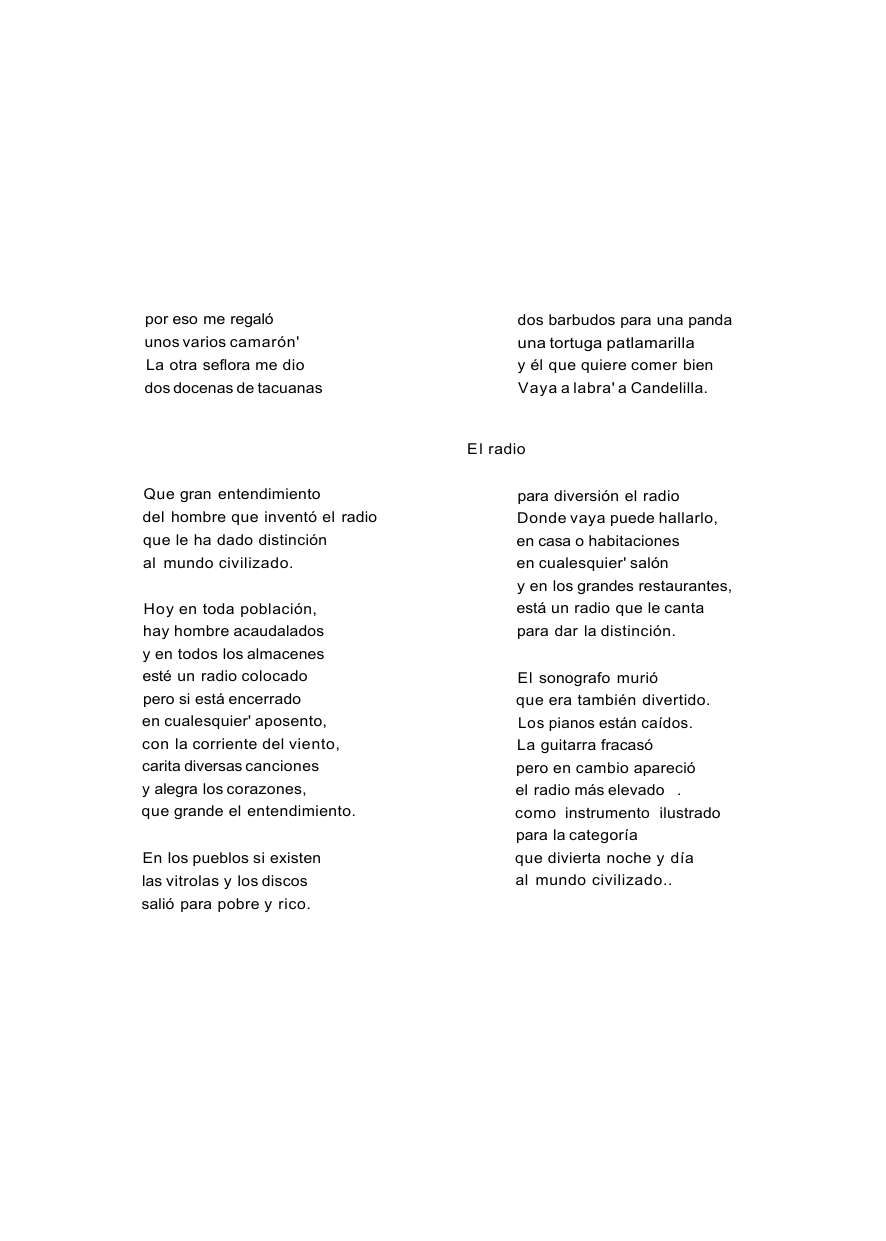 por eso me regaló
unos varios camarón'
La otra seflora me dio
dos docenas de tacuanas
dos barbudos para una panda
una tortuga patlamarilla
y él que quiere comer bien
Vaya a labra' a Candelilla.
El radio
Que gran entendimiento
del hombre que inventó el radio
que le ha dado distinción
al mundo civilizado.
Hoy en toda población,
hay hombre acaudalados
y en todos los almacenes
esté un radio colocado
pero si está encerrado
en cualesquier' aposento,
con la corriente del viento,
carita diversas canciones
y alegra los corazones,
que grande el entendimiento.
En los pueblos si existen
las vitrolas y los discos
salió para pobre y rico.
para diversión el radio
Donde vaya puede hallarlo,
en casa o habitaciones
en cualesquier' salón
y en los grandes restaurantes,
está un radio que le canta
para dar la distinción.
El sonografo murió
que era también divertido.
Los pianos están caídos.
La guitarra fracasó
pero en cambio apareció
el radio más elevado .
como instrumento ilustrado
para la categoría
que divierta noche y día
al mundo civilizado..